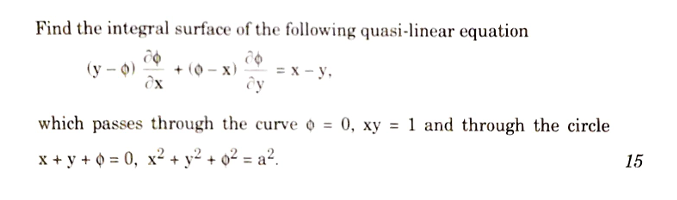 Find the integral surface of the following quasi-linear equation
(y – φ) ∂φ/∂x + (φ – x) ∂φ/∂y = x – y,
which passes through the curve φ = 0, xy = 1 and through the circle
x + y + φ = 0, x² + y² + φ² = a². 15